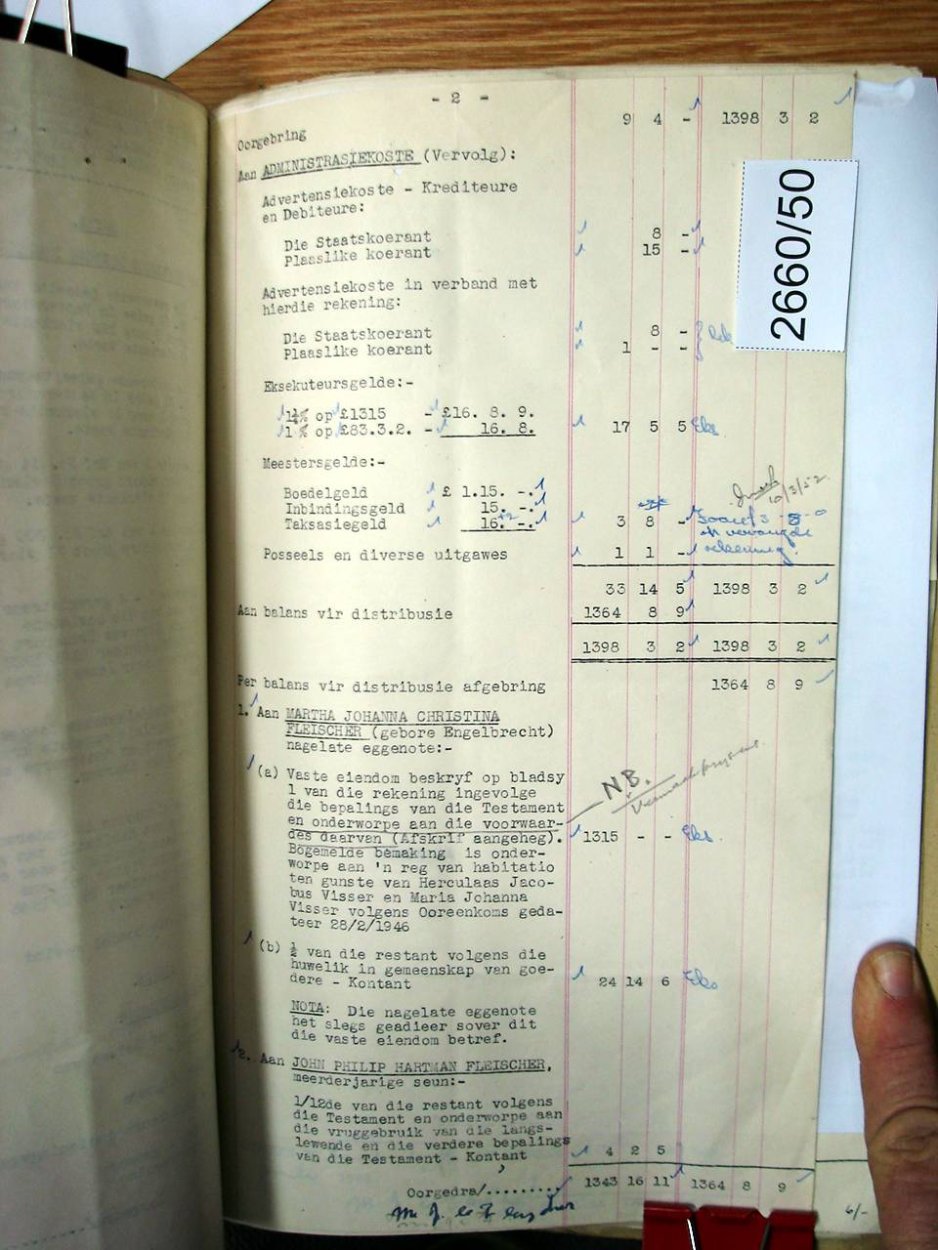 - 2 -
Oorgebring 9 4 - 1398 3 2
Aan ADMINISTRASIEKOSTE (Vervolg):
Advertensiekoste - Krediteure
en Debiteure:
Die Staatskoerant 8 -
Plaaslike koerant 15 -
Advertensiekoste in verband met
hierdie rekening:
Die Staatskoerant 8 -
Plaaslike koerant 1 - -
2660/50
Eksekuteursgelde:-
1¼% op £1315 - £16. 8. 9.
1 % op £83.3.2. - 16. 8. 17 5 5 Eks
Meestersgelde:-
10/3/52
Boedelgeld £ 1.15. -.
Inbindingsgeld 15. -.
Taksasiegeld 16. -. 3 8 -
Posseels en diverse uitgawes 1 1 - rekening
33 14 5 1398 3 2
Aan balans vir distribusie 1364 8 9
1398 3 2 1398 3 2
Per balans vir distribusie afgebring 1364 8 9
1. Aan MARTHA JOHANNA CHRISTINA
FLEISCHER (gebore Engelbrecht)
nagelate eggenote:-
(a) Vaste eiendom beskryf op bladsy
1 van die rekening ingevolge N.B.
die bepalings van die Testament
en onderworpe aan die voorwaar-
des daarvan (Afskrif aangeheg). 1315 - - Eks.
Bogemelde bemaking is onder-
worpe aan 'n reg van habitatio
ten gunste van Herculaas Jaco-
bus Visser en Maria Johanna
Visser volgens Ooreenkoms geda-
teer 28/2/1946
(b) ½ van die restant volgens die
huwelik in gemeenskap van goe-
dere - Kontant 24 14 6 Eks
NOTA: Die nagelate eggenote
het slegs geadieer sover dit
die vaste eiendom betref.
2. Aan JOHN PHILIP HARTMAN FLEISCHER,
meerderjarige seun:-
1/12de van die restant volgens
die Testament en onderworpe aan
die vruggebruik van die langs-
lewende en die verdere bepalings
van die Testament - Kontant 4 2 5
Oorgedra/......... 1343 16 11 1364 8 9
6/-